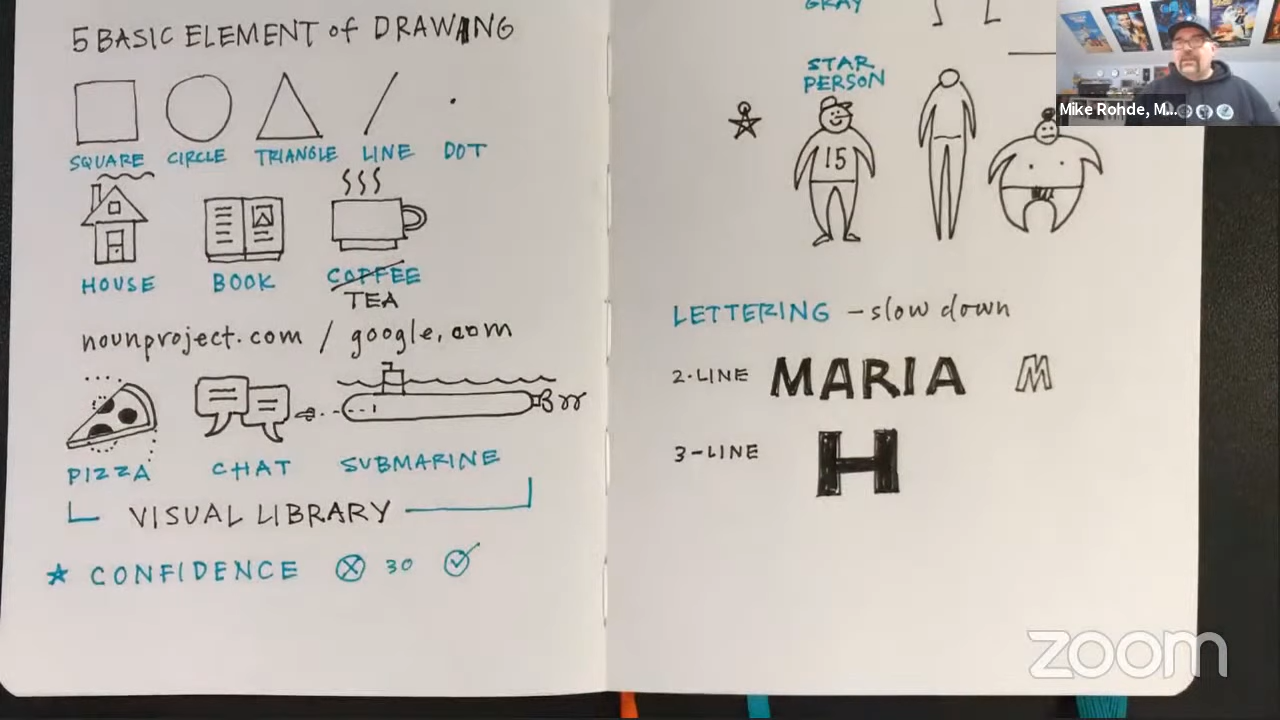 5 BASIC ELEMENT of DRAWING
SQUARE CIRCLE TRIANGLE LINE DOT
HOUSE BOOK COFFEE
TEA
nounproject.com / google.com
PIZZA CHAT SUBMARINE
VISUAL LIBRARY
★ CONFIDENCE ⓧ 30
GRAY
STAR
PERSON
15
LETTERING – slow down
2-LINE MARIA M
3-LINE H
Mike Rohde, M...
zoom